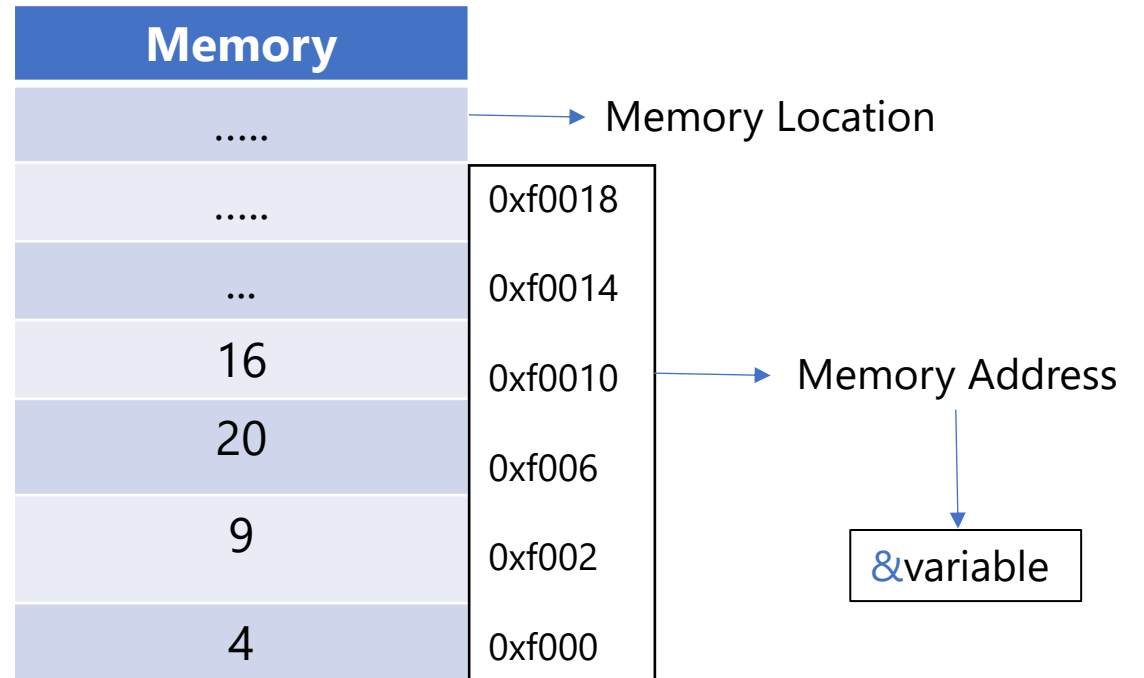 Memory
..... Memory Location
..... 0xf0018
... 0xf0014
16 0xf0010 Memory Address
20 0xf006
9 0xf002 &variable
4 0xf000